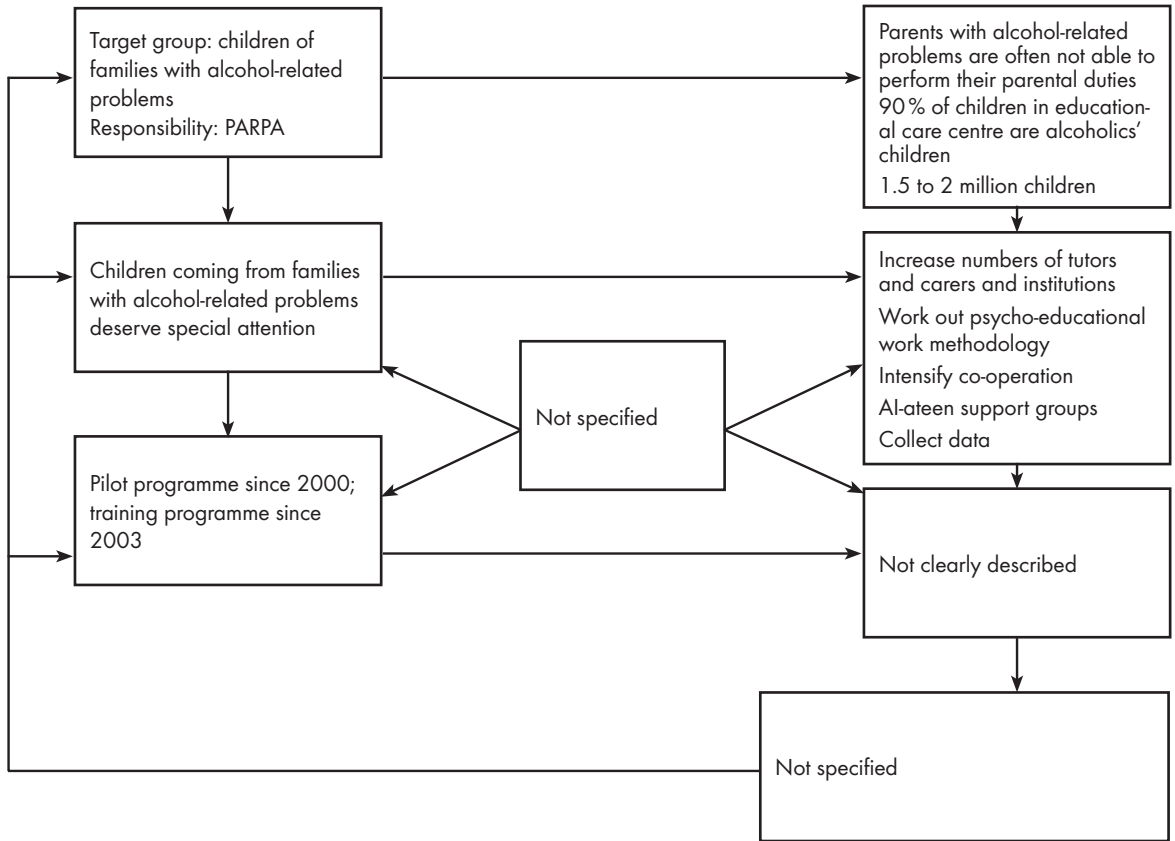 Target group: children of
families with alcohol-related
problems
Responsibility: PARPA
Parents with alcohol-related
problems are often not able to
perform their parental duties
90 % of children in education-
al care centre are alcoholics’
children
1.5 to 2 million children
Children coming from families
with alcohol-related problems
deserve special attention
Increase numbers of tutors
and carers and institutions
Work out psycho-educational
work methodology
Intensify co-operation
Al-ateen support groups
Collect data
Not specified
Pilot programme since 2000;
training programme since
2003
Not clearly described
Not specified